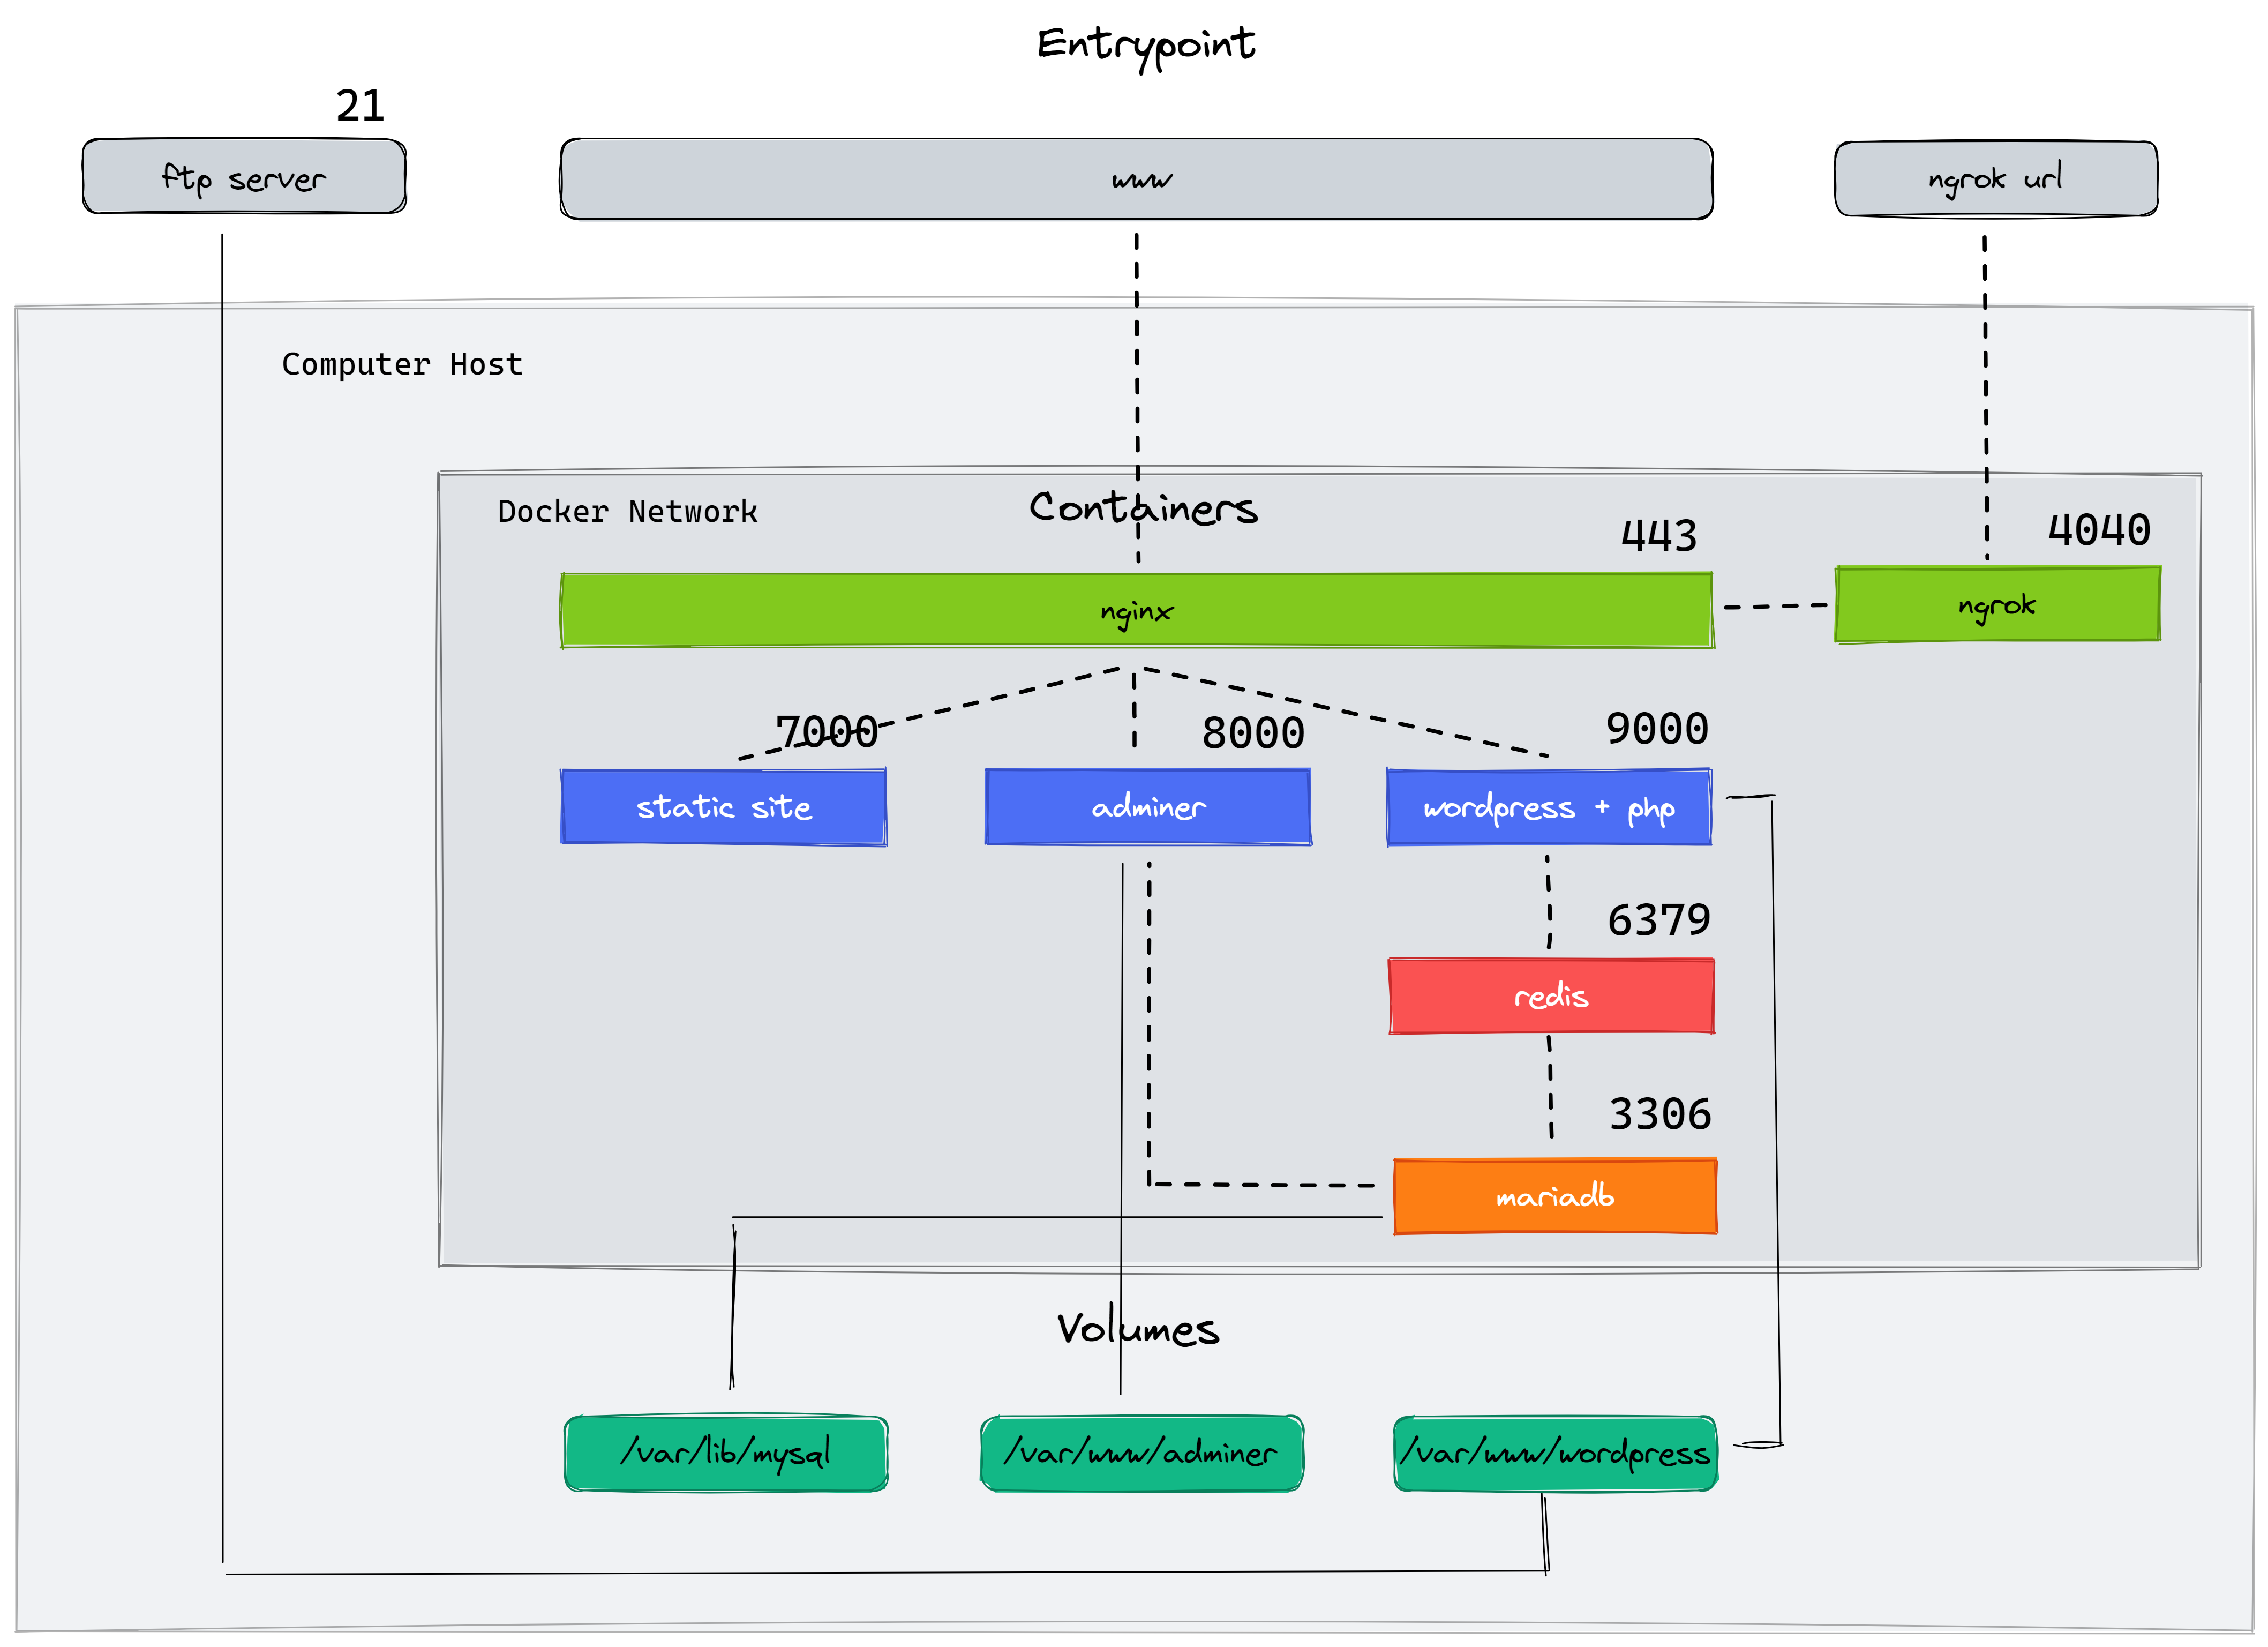 Entrypoint
21
ftp server
www
ngrok url
Computer Host
Docker Network
Containers
443
4040
nginx
ngrok
7000
8000
9000
static site
adminer
wordpress + php
6379
redis
3306
mariadb
Volumes
/var/lib/mysql
/var/www/adminer
/var/www/wordpress